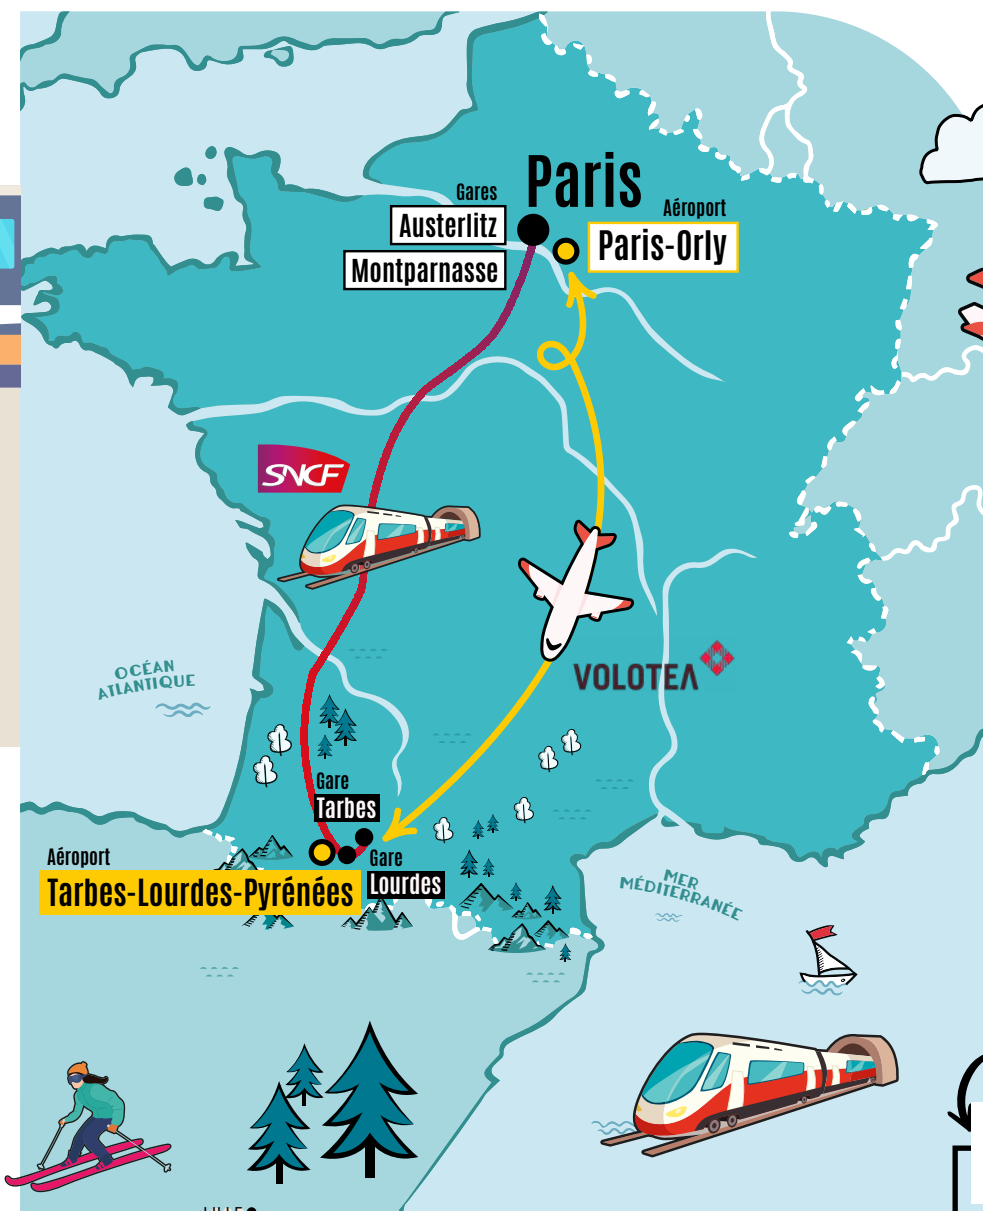 Paris
Gares
Austerlitz
Montparnasse
Aéroport
Paris-Orly
SNCF
VOLOTEA
OCÉAN
ATLANTIQUE
Gare
Tarbes
Gare
Lourdes
Aéroport
Tarbes-Lourdes-Pyrénées
MER
MÉDITERRANÉE